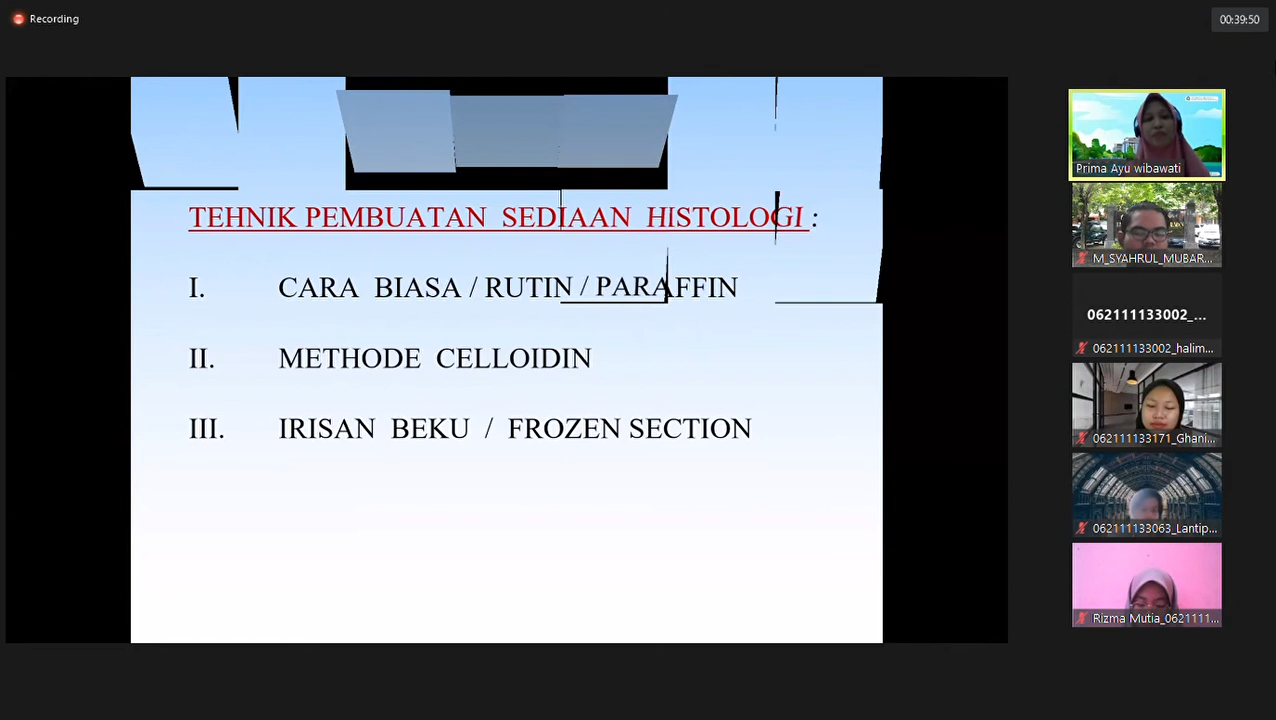 Recording
00:39:50
TEHNIK PEMBUATAN SEDIAAN HISTOLOGI :
I. CARA BIASA / RUTIN / PARAFFIN
II. METHODE CELLOIDIN
III. IRISAN BEKU / FROZEN SECTION
Prima Ayu wibawati
M_SYAHRUL_MUBAR...
062111133002_...
062111133002_halim...
062111133171_Ghani...
062111133063_Lantip...
Rizma Mutia_0621111...